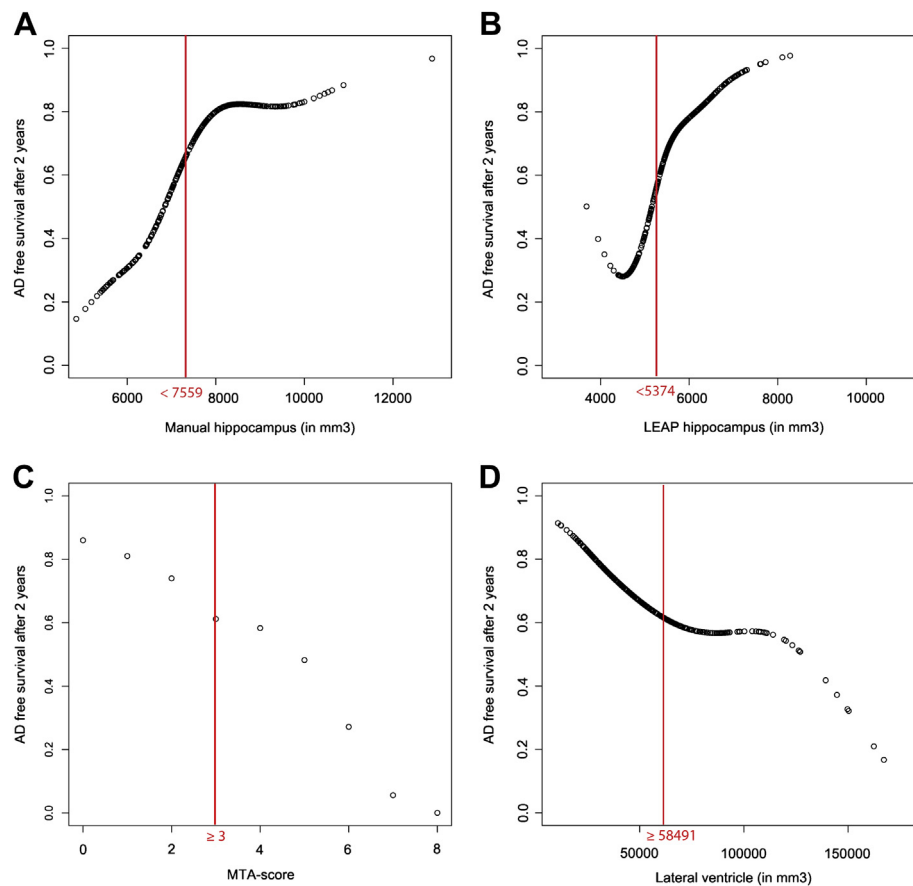 A
AD free survival after 2 years
0.0 0.2 0.4 0.6 0.8 1.0
6000 8000 10000 12000
< 7559
Manual hippocampus (in mm3)
B
AD free survival after 2 years
0.0 0.2 0.4 0.6 0.8 1.0
4000 6000 8000 10000
<5374
LEAP hippocampus (in mm3)
C
AD free survival after 2 years
0.0 0.2 0.4 0.6 0.8 1.0
0 2 4 6 8
≥ 3
MTA-score
D
AD free survival after 2 years
0.0 0.2 0.4 0.6 0.8 1.0
50000 100000 150000
≥ 58491
Lateral ventricle (in mm3)